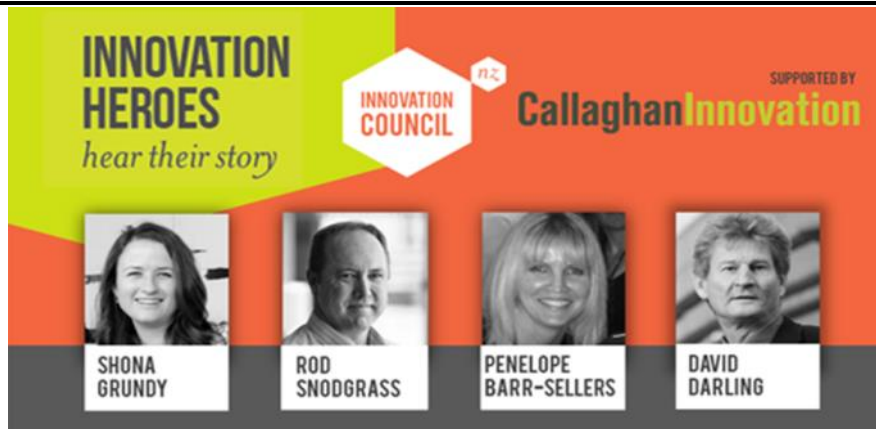 INNOVATION
HEROES
hear their story
INNOVATION
COUNCIL
nz
SUPPORTED BY
CallaghanInnovation
SHONA
GRUNDY
ROD
SNODGRASS
PENELOPE
BARR-SELLERS
DAVID
DARLING